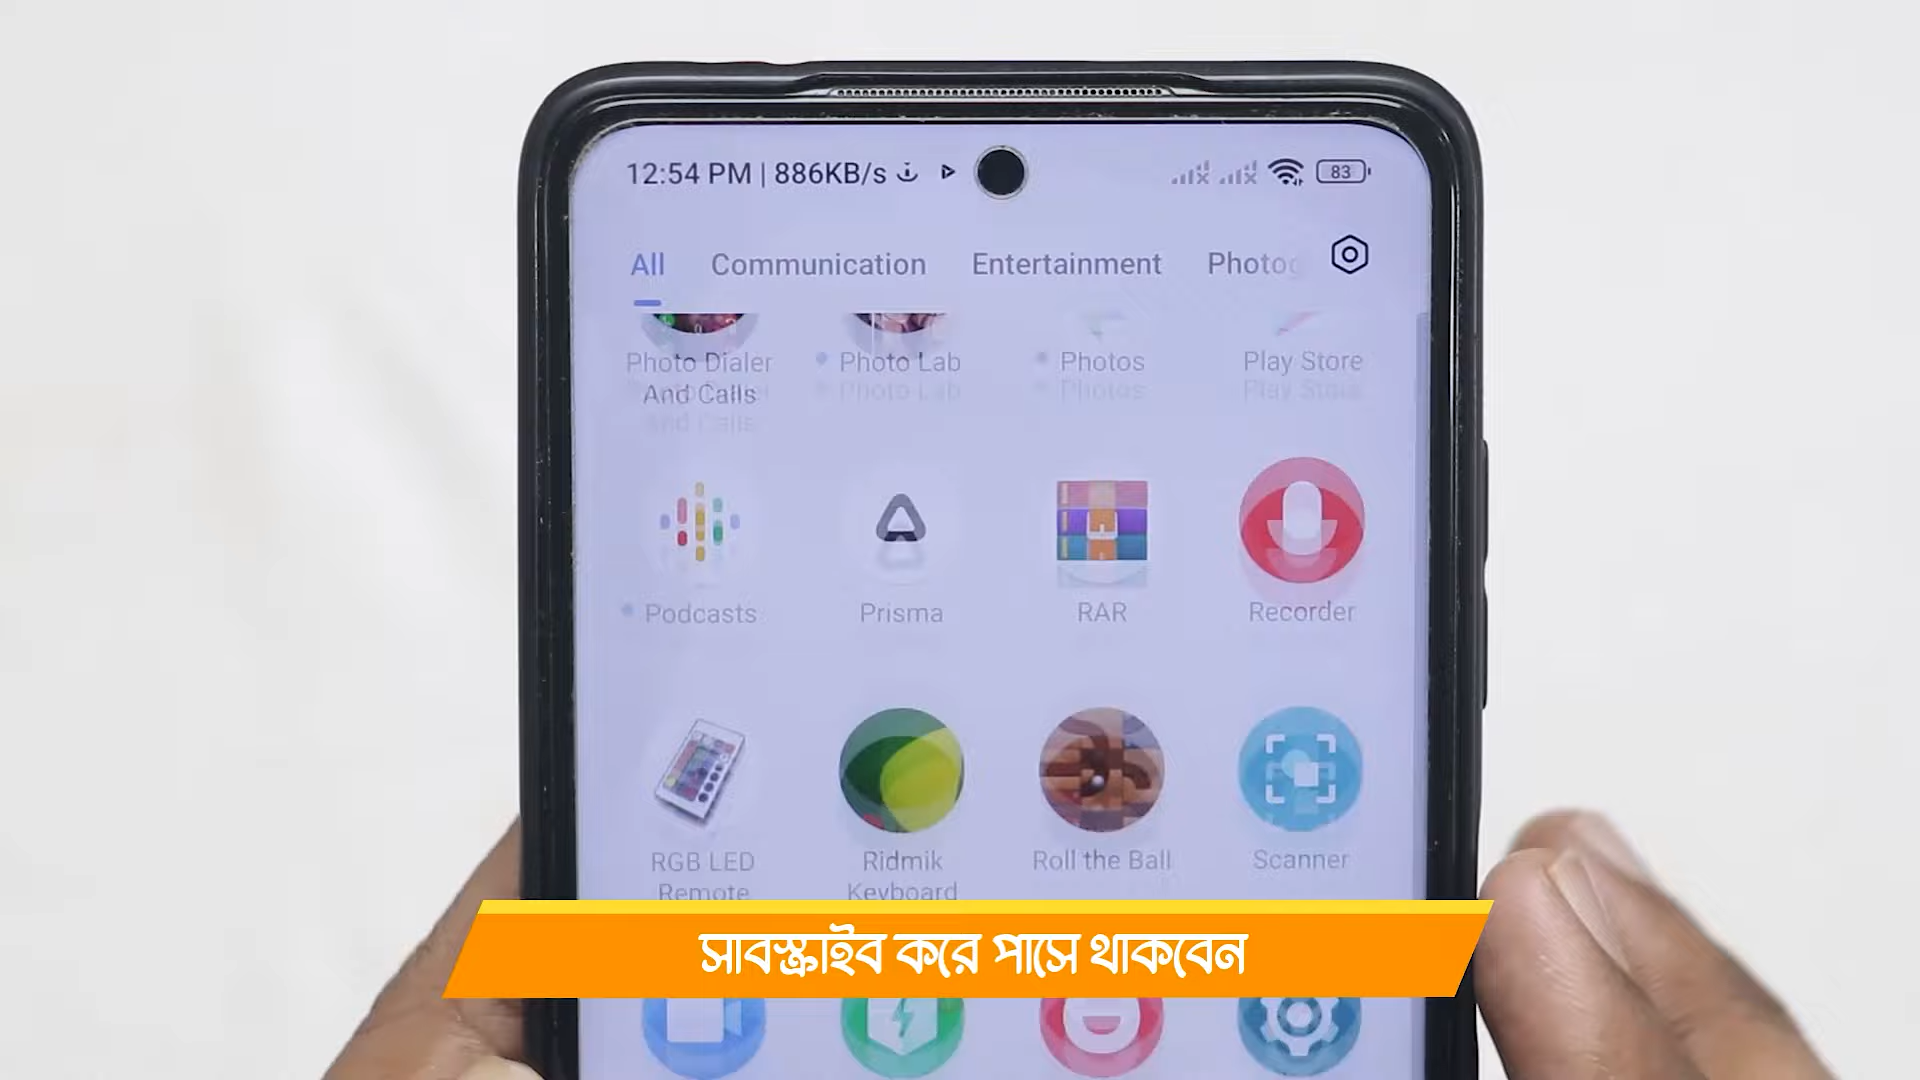 12:54 PM | 886KB/s
83
All Communication Entertainment Photog
Photo Dialer And Calls
Photo Lab
Photos
Play Store
Podcasts
Prisma
RAR
Recorder
RGB LED Remote
Ridmik Keyboard
Roll the Ball
Scanner
সাবস্ক্রাইব করে পাসে থাকবেন